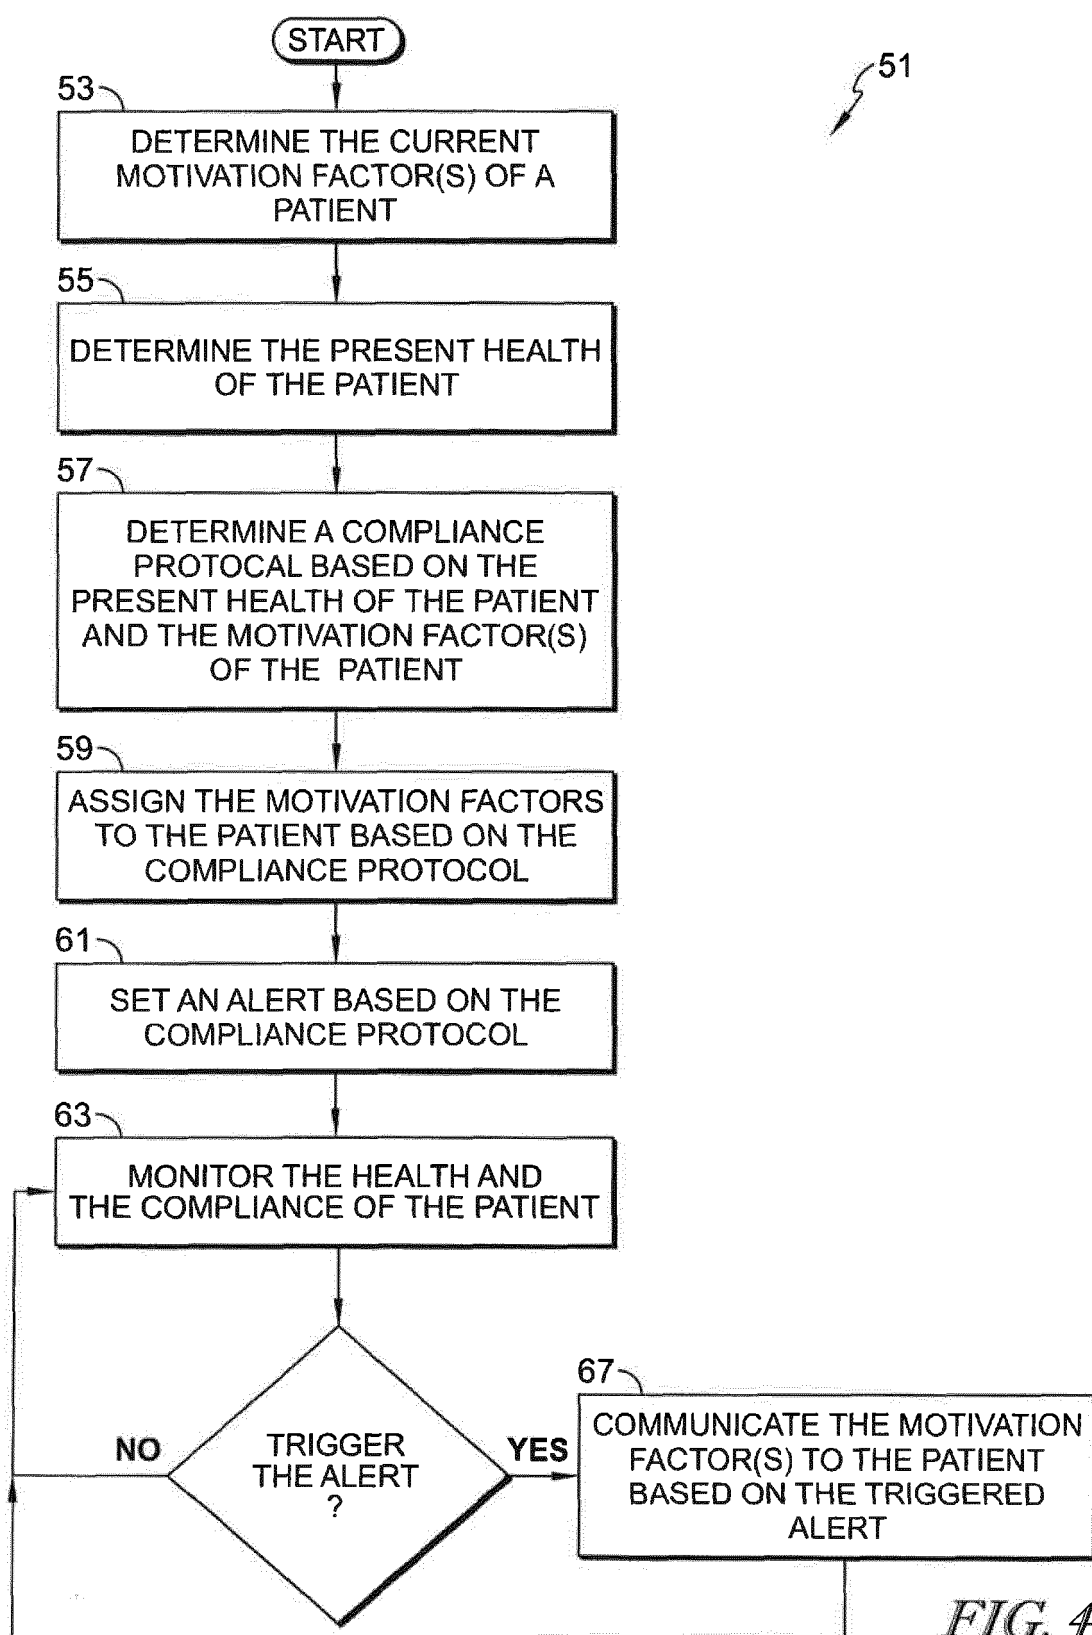 START
51
53
DETERMINE THE CURRENT
MOTIVATION FACTOR(S) OF A
PATIENT
55
DETERMINE THE PRESENT HEALTH
OF THE PATIENT
57
DETERMINE A COMPLIANCE
PROTOCAL BASED ON THE
PRESENT HEALTH OF THE PATIENT
AND THE MOTIVATION FACTOR(S)
OF THE PATIENT
59
ASSIGN THE MOTIVATION FACTORS
TO THE PATIENT BASED ON THE
COMPLIANCE PROTOCOL
61
SET AN ALERT BASED ON THE
COMPLIANCE PROTOCOL
63
MONITOR THE HEALTH AND
THE COMPLIANCE OF THE PATIENT
NO
TRIGGER
THE ALERT
?
YES
67
COMMUNICATE THE MOTIVATION
FACTOR(S) TO THE PATIENT
BASED ON THE TRIGGERED
ALERT
FIG. 4